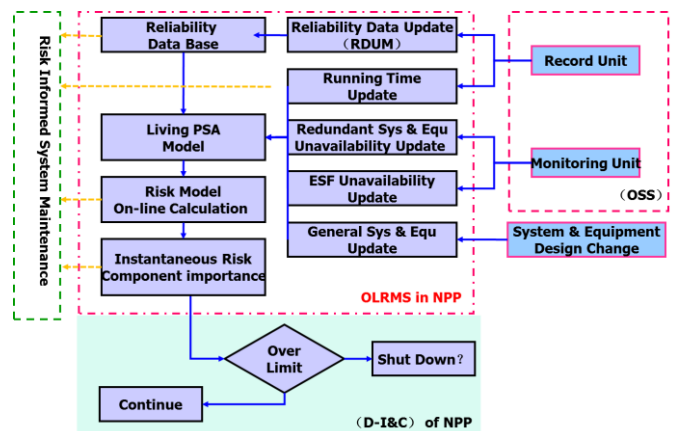 Risk Informed System Maintenance
Reliability
Data Base
Reliability Data Update
（RDUM）
Record Unit
Running Time
Update
Living PSA
Model
Redundant Sys & Equ
Unavailability Update
Monitoring Unit
（OSS）
Risk Model
On-line Calculation
ESF Unavailability
Update
General Sys & Equ
Update
System & Equipment
Design Change
Instantaneous Risk
Component importance
OLRMS in NPP
Over
Limit
Shut Down？
Continue
（D-I&C） of NPP